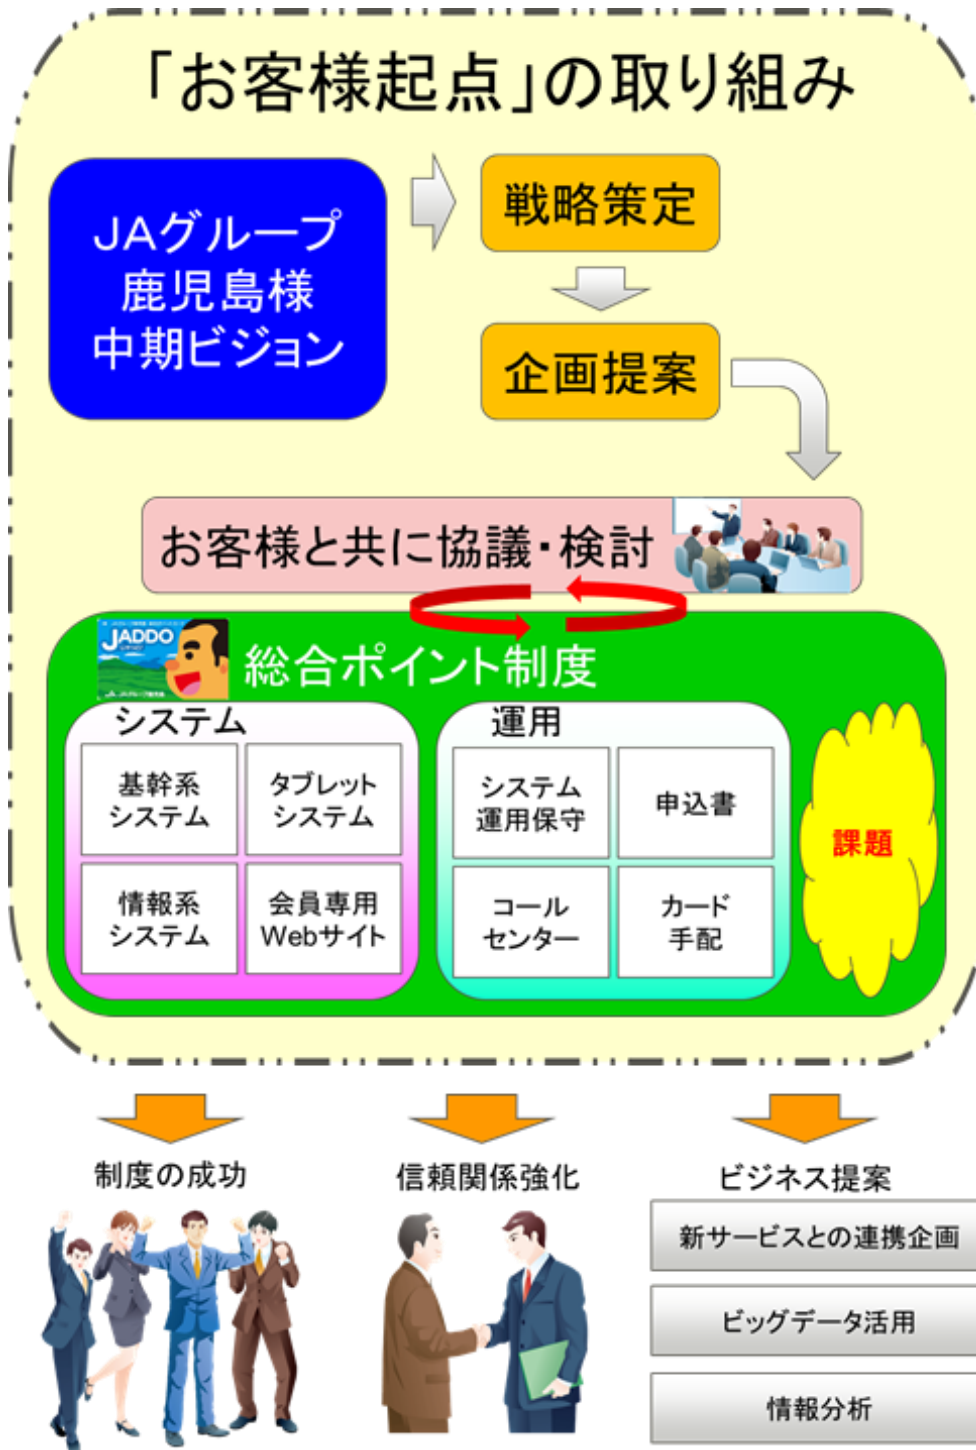 「お客様起点」の取り組み
JAグループ
鹿児島様
中期ビジョン
戦略策定
企画提案
お客様と共に協議・検討
JADDO
総合ポイント制度
システム
基幹系
システム
タブレット
システム
情報系
システム
会員専用
Webサイト
運用
システム
運用保守
申込書
コール
センター
カード
手配
課題
制度の成功
信頼関係強化
ビジネス提案
新サービスとの連携企画
ビッグデータ活用
情報分析